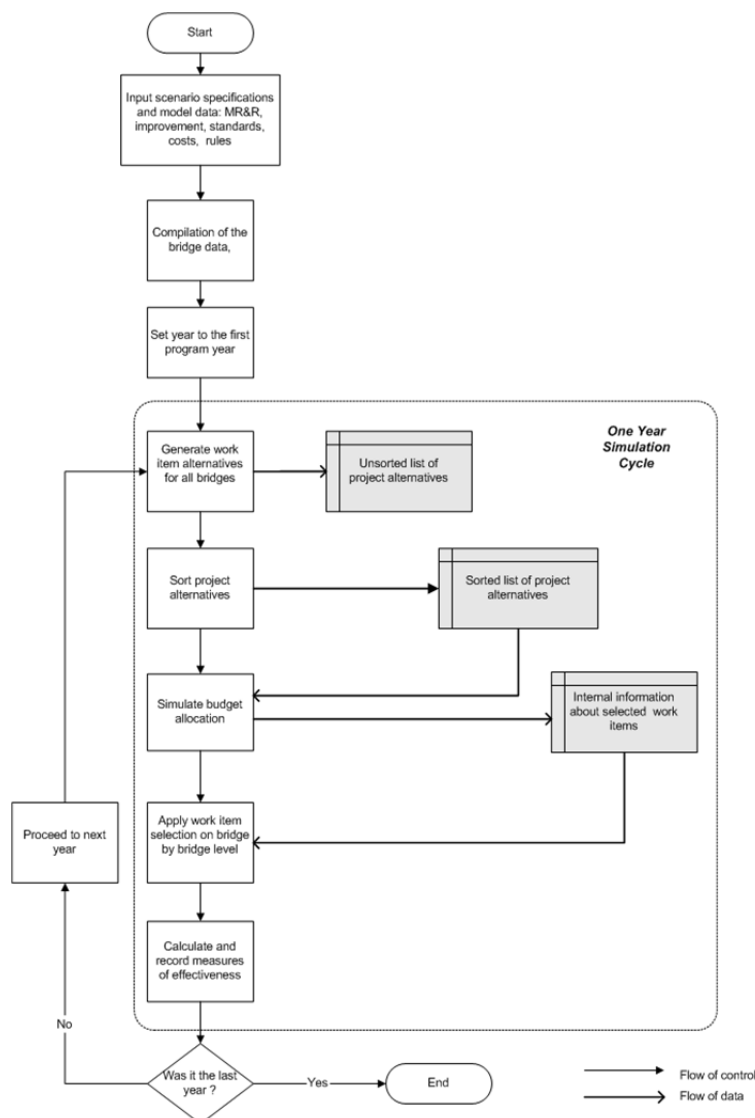 Start
Input scenario specifications
and model data: MR&R,
improvement, standards,
costs, rules
Compilation of the
bridge data,
Set year to the first
program year
One Year
Simulation
Cycle
Generate work
item alternatives
for all bridges
Unsorted list of
project alternatives
Sort project
alternatives
Sorted list of project
alternatives
Simulate budget
allocation
Internal information
about selected work
items
Apply work item
selection on bridge
by bridge level
Proceed to next
year
Calculate and
record measures
of effectiveness
No
Was it the last
year ?
Yes
End
Flow of control
Flow of data